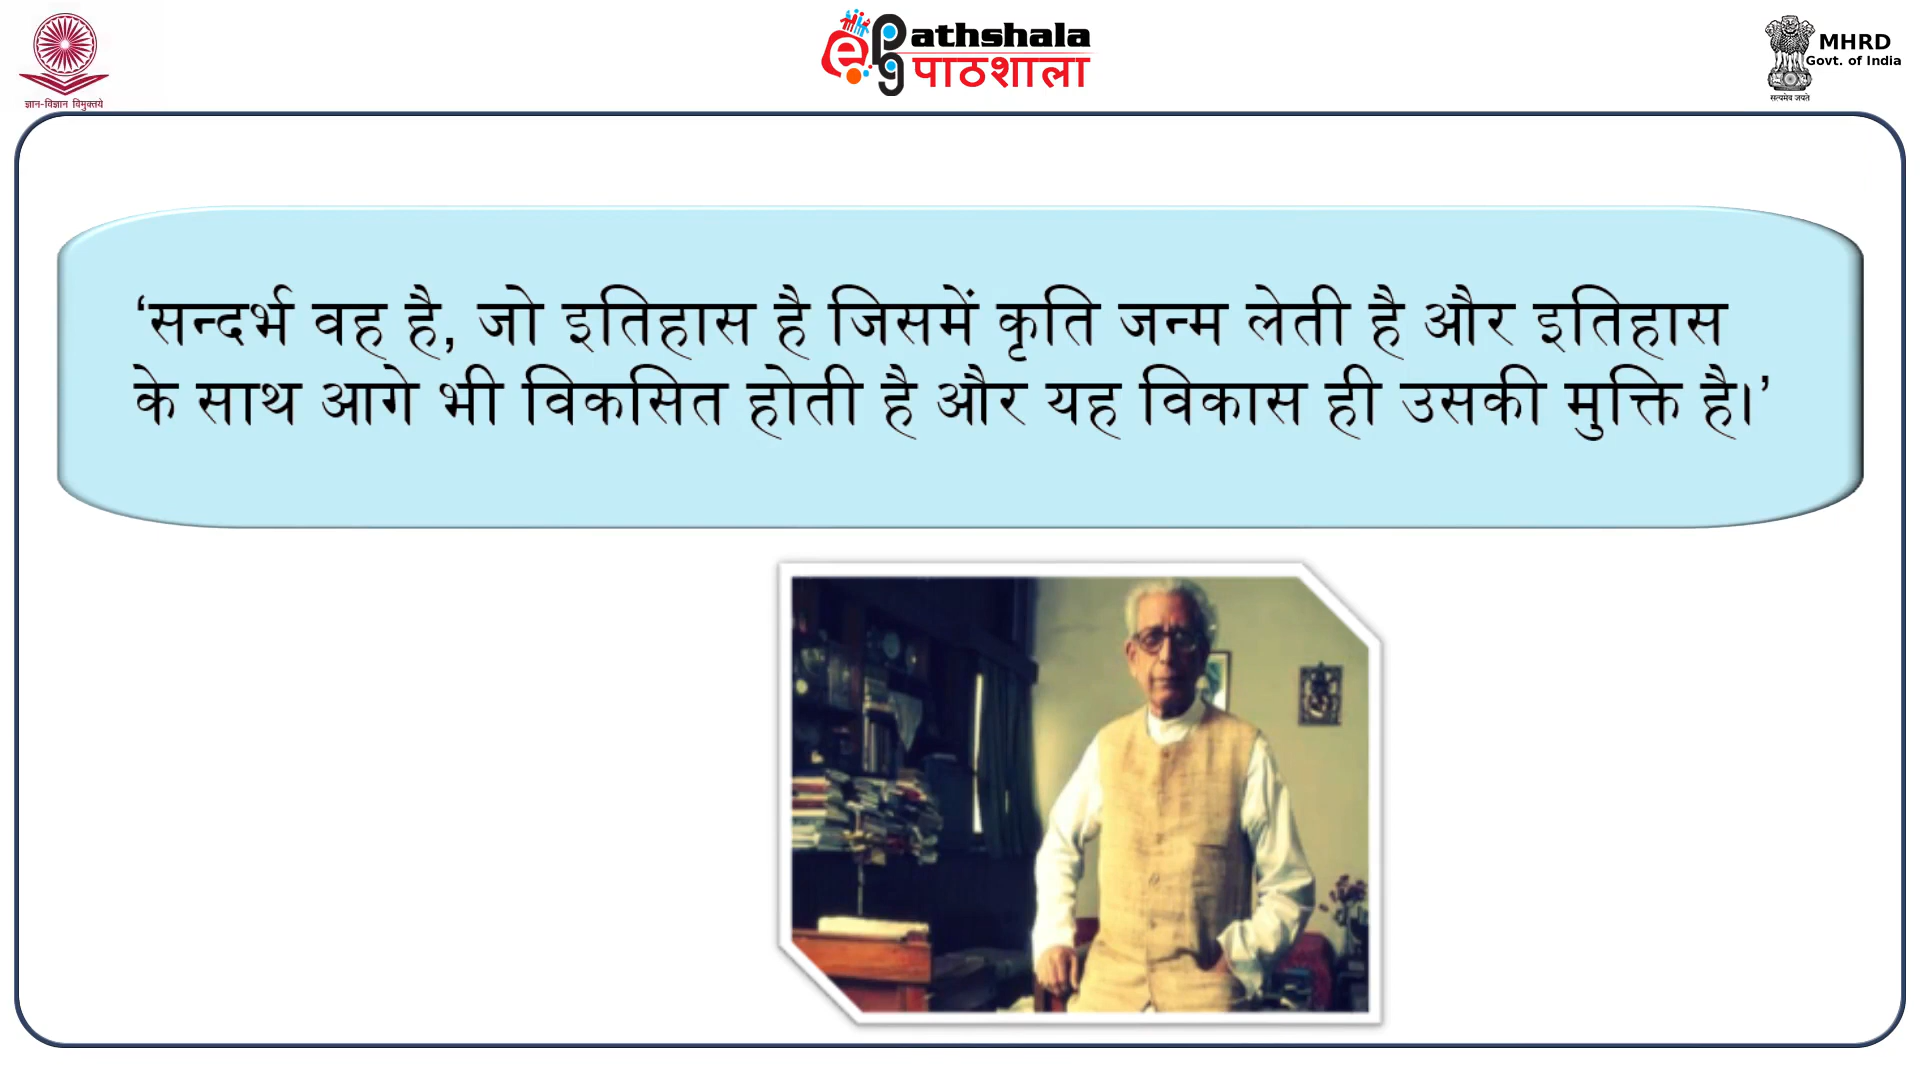 ज्ञान-विज्ञान विमुक्तये
ePathshala
पाठशाला
MHRD
Govt. of India
सत्यमेव जयते
‘सन्दर्भ वह है, जो इतिहास है जिसमें कृति जन्म लेती है और इतिहास
के साथ आगे भी विकसित होती है और यह विकास ही उसकी मुक्ति है।’